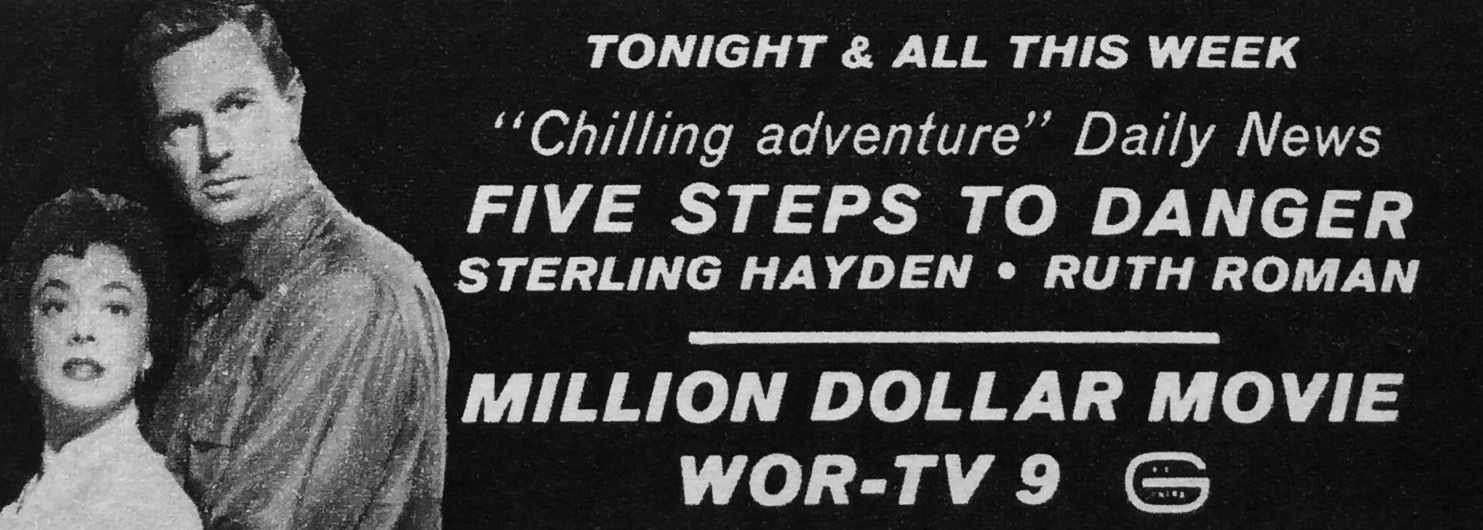 TONIGHT & ALL THIS WEEK
“Chilling adventure” Daily News
FIVE STEPS TO DANGER
STERLING HAYDEN • RUTH ROMAN
MILLION DOLLAR MOVIE
WOR-TV 9